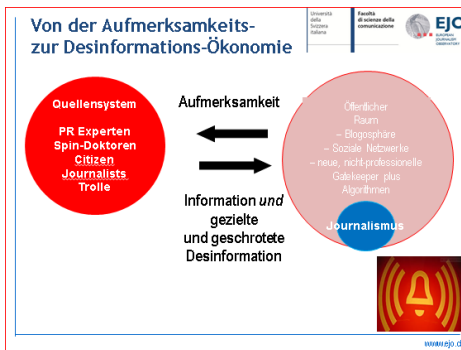 Von der Aufmerksamkeits-
zur Desinformations-Ökonomie
Università
della
Svizzera
italiana
Facoltà
di scienze della
comunicazione
EJO
EUROPEAN
JOURNALISM
OBSERVATORY
Quellensystem
PR Experten
Spin-Doktoren
Citizen
Journalists
Trolle
Aufmerksamkeit
Information und
gezielte
und geschrotete
Desinformation
Öffentlicher
Raum
– Blogosphäre
– Soziale Netzwerke
– neue, nicht-professionelle
Gatekeeper plus
Algorithmen
Journalismus
www.ejo.d